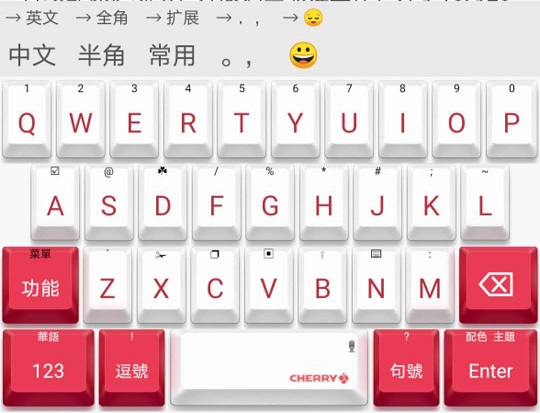 → 英文 → 全角 → 扩展 → . , → 😌
中文 半角 常用 。, 😀
1 2 3 4 5 6 7 8 9 0
Q W E R T Y U I O P
☑ @ ☘ / % * # ; ~
A S D F G H J K L
菜單 ` :
功能 Z X C V B N M
華語 ! ? 配色 主題
123 逗號 CHERRY 句號 Enter